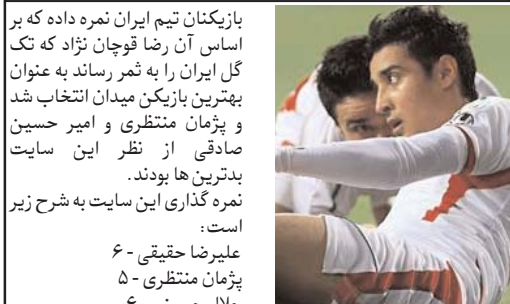 بازیکنان تیم ایران نمره داده که بر
اساس آن رضا قوچان نژاد که تک
گل ایران را به ثمر رساند به عنوان
بهترین بازیکن میدان انتخاب شد
و پژمان منتظری و امیر حسین
صادقی از نظر این سایت
بدترین ها بودند.
نمره گذاری این سایت به شرح زیر
است:
علیرضا حقیقی - ۶
پژمان منتظری - ۵